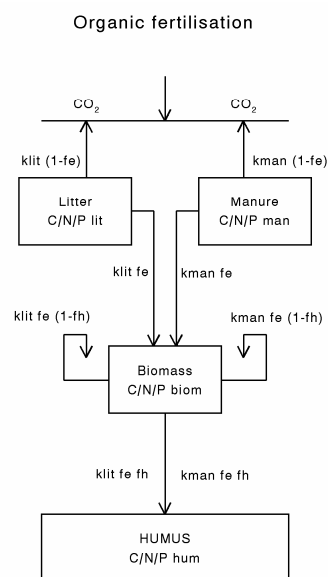 Organic fertilisation
CO2 CO2
klit (1-fe) kman (1-fe)
Litter
C/N/P lit
Manure
C/N/P man
klit fe kman fe
klit fe (1-fh) kman fe (1-fh)
Biomass
C/N/P biom
klit fe fh kman fe fh
HUMUS
C/N/P hum